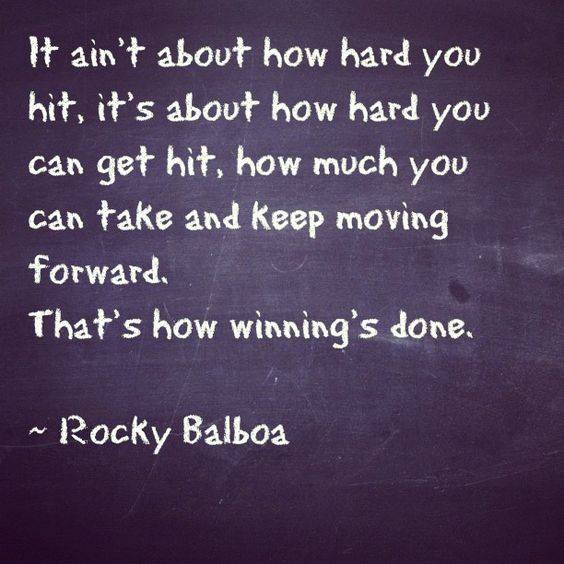 It ain't about how hard you
hit, it's about how hard you
can get hit, how much you
can take and keep moving
forward.
That's how winning's done.
~ Rocky Balboa